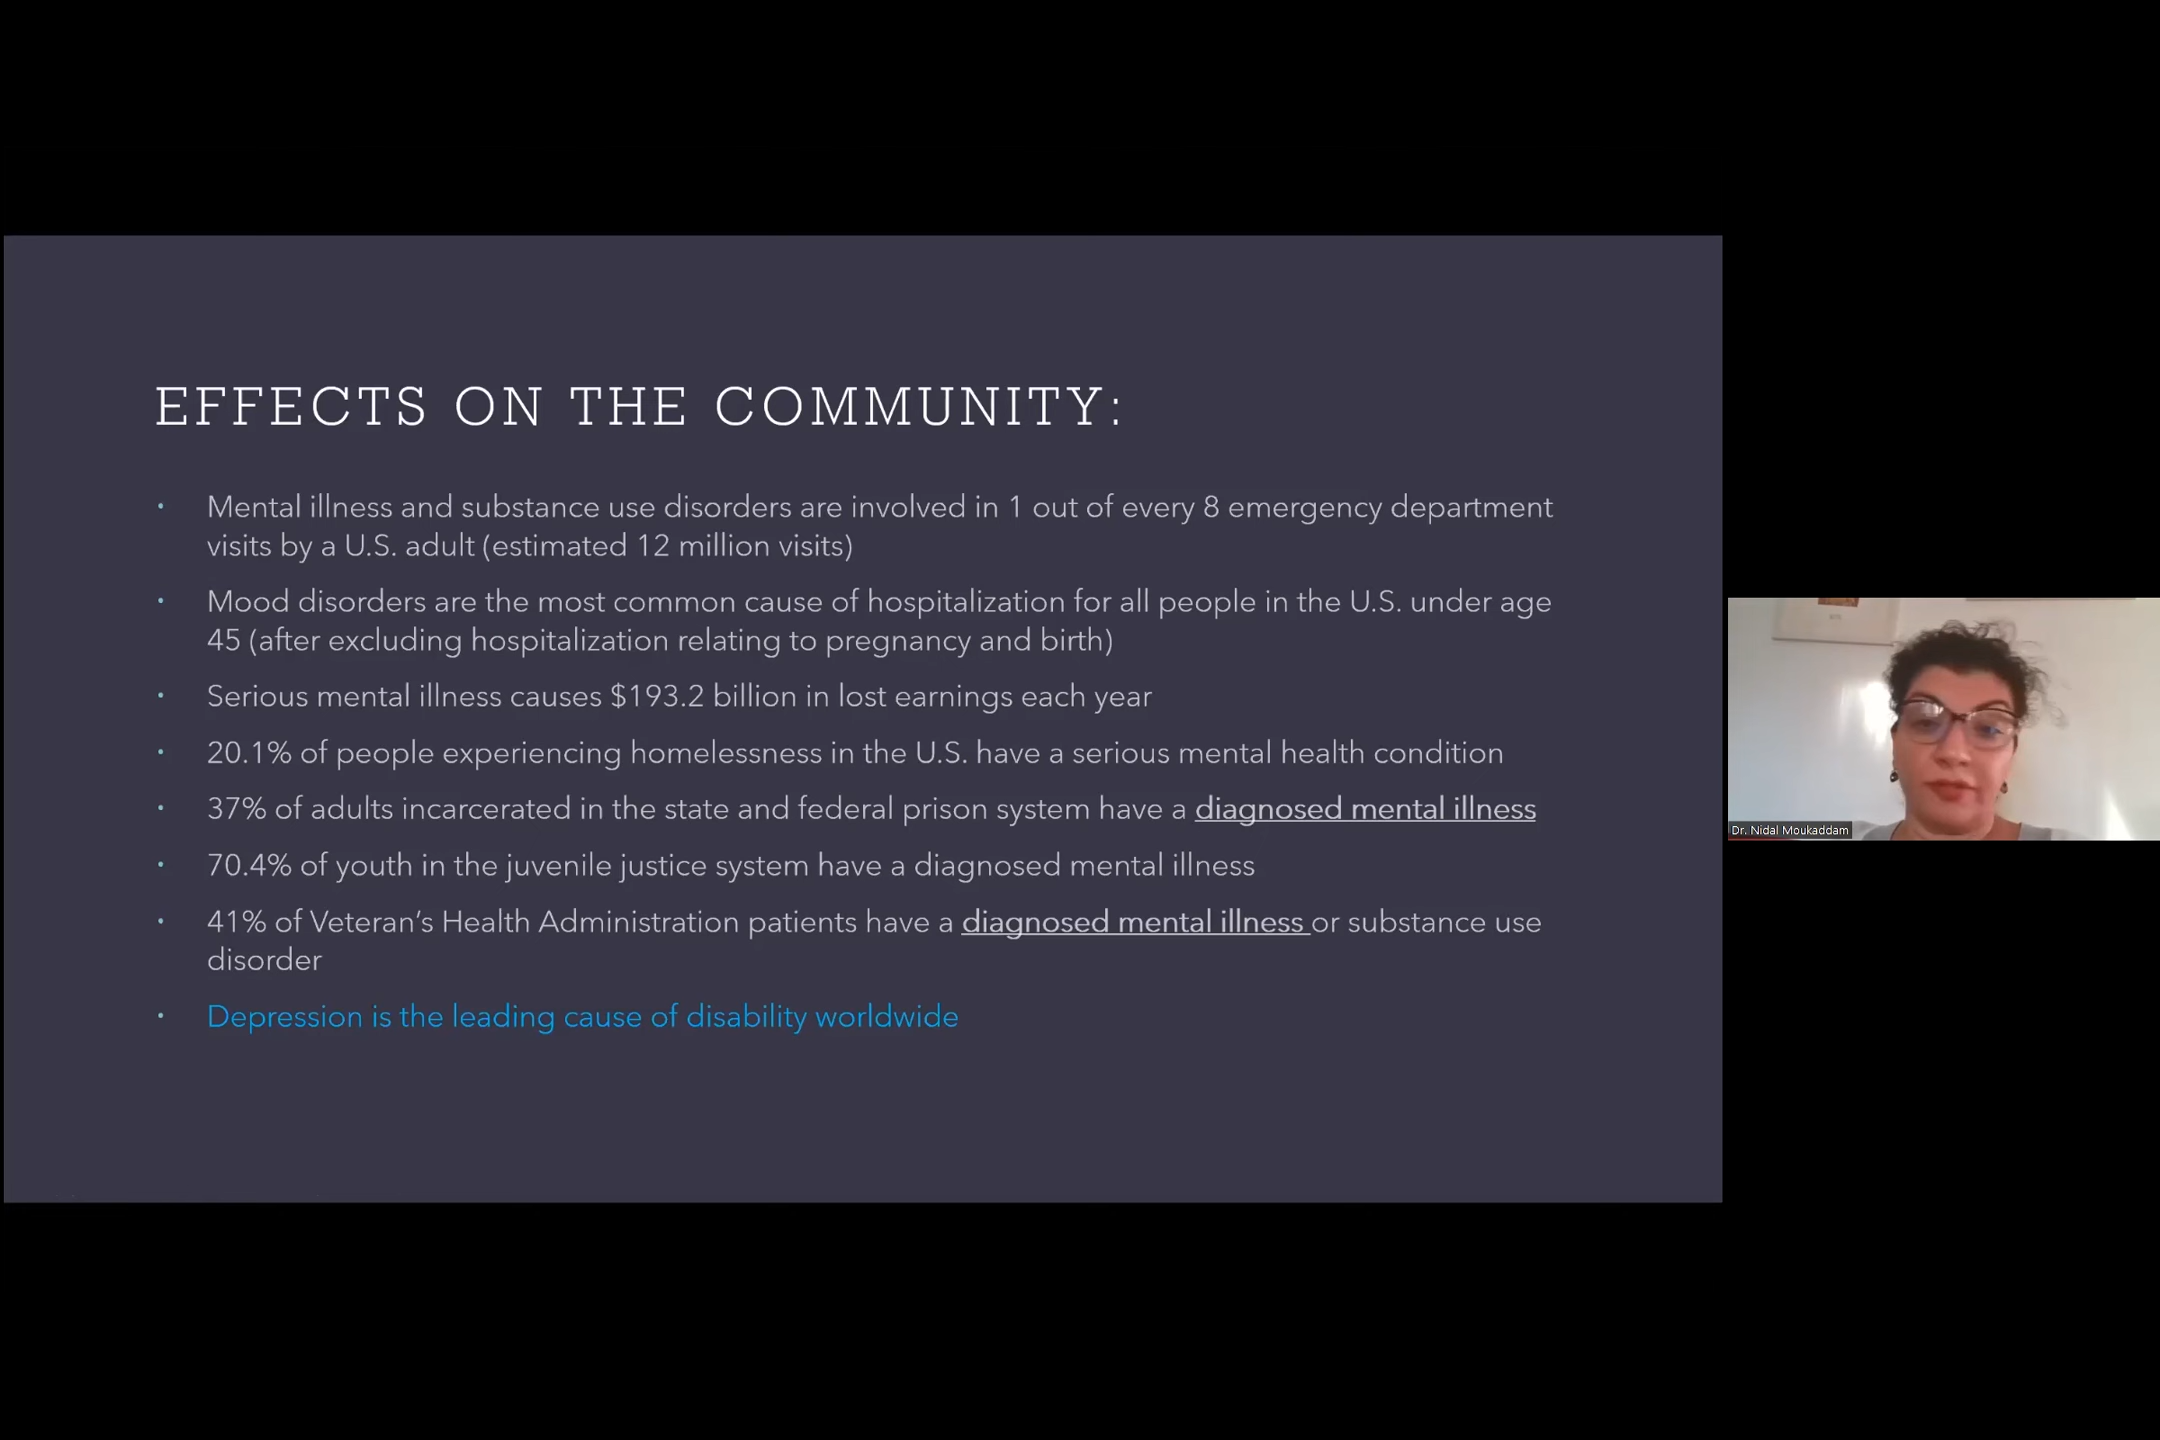 EFFECTS ON THE COMMUNITY:
• Mental illness and substance use disorders are involved in 1 out of every 8 emergency department
visits by a U.S. adult (estimated 12 million visits)
• Mood disorders are the most common cause of hospitalization for all people in the U.S. under age
45 (after excluding hospitalization relating to pregnancy and birth)
• Serious mental illness causes $193.2 billion in lost earnings each year
• 20.1% of people experiencing homelessness in the U.S. have a serious mental health condition
• 37% of adults incarcerated in the state and federal prison system have a diagnosed mental illness
• 70.4% of youth in the juvenile justice system have a diagnosed mental illness
• 41% of Veteran’s Health Administration patients have a diagnosed mental illness or substance use
disorder
• Depression is the leading cause of disability worldwide
Dr. Nidal Moukaddam